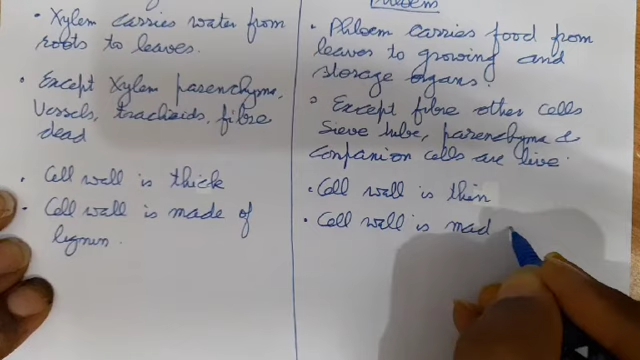 Phloem
• Xylem carries water from
roots to leaves.
• Except Xylem parenchyma,
Vessels, tracheids, fibre
dead
• Cell wall is thick
• Cell wall is made of
lignin.
• Phloem carries food from
leaves to growing and
storage organs.
• Except fibre other cells
Sieve tube, parenchyma &
Companion cells are live.
• Cell wall is thin
• Cell wall is mad